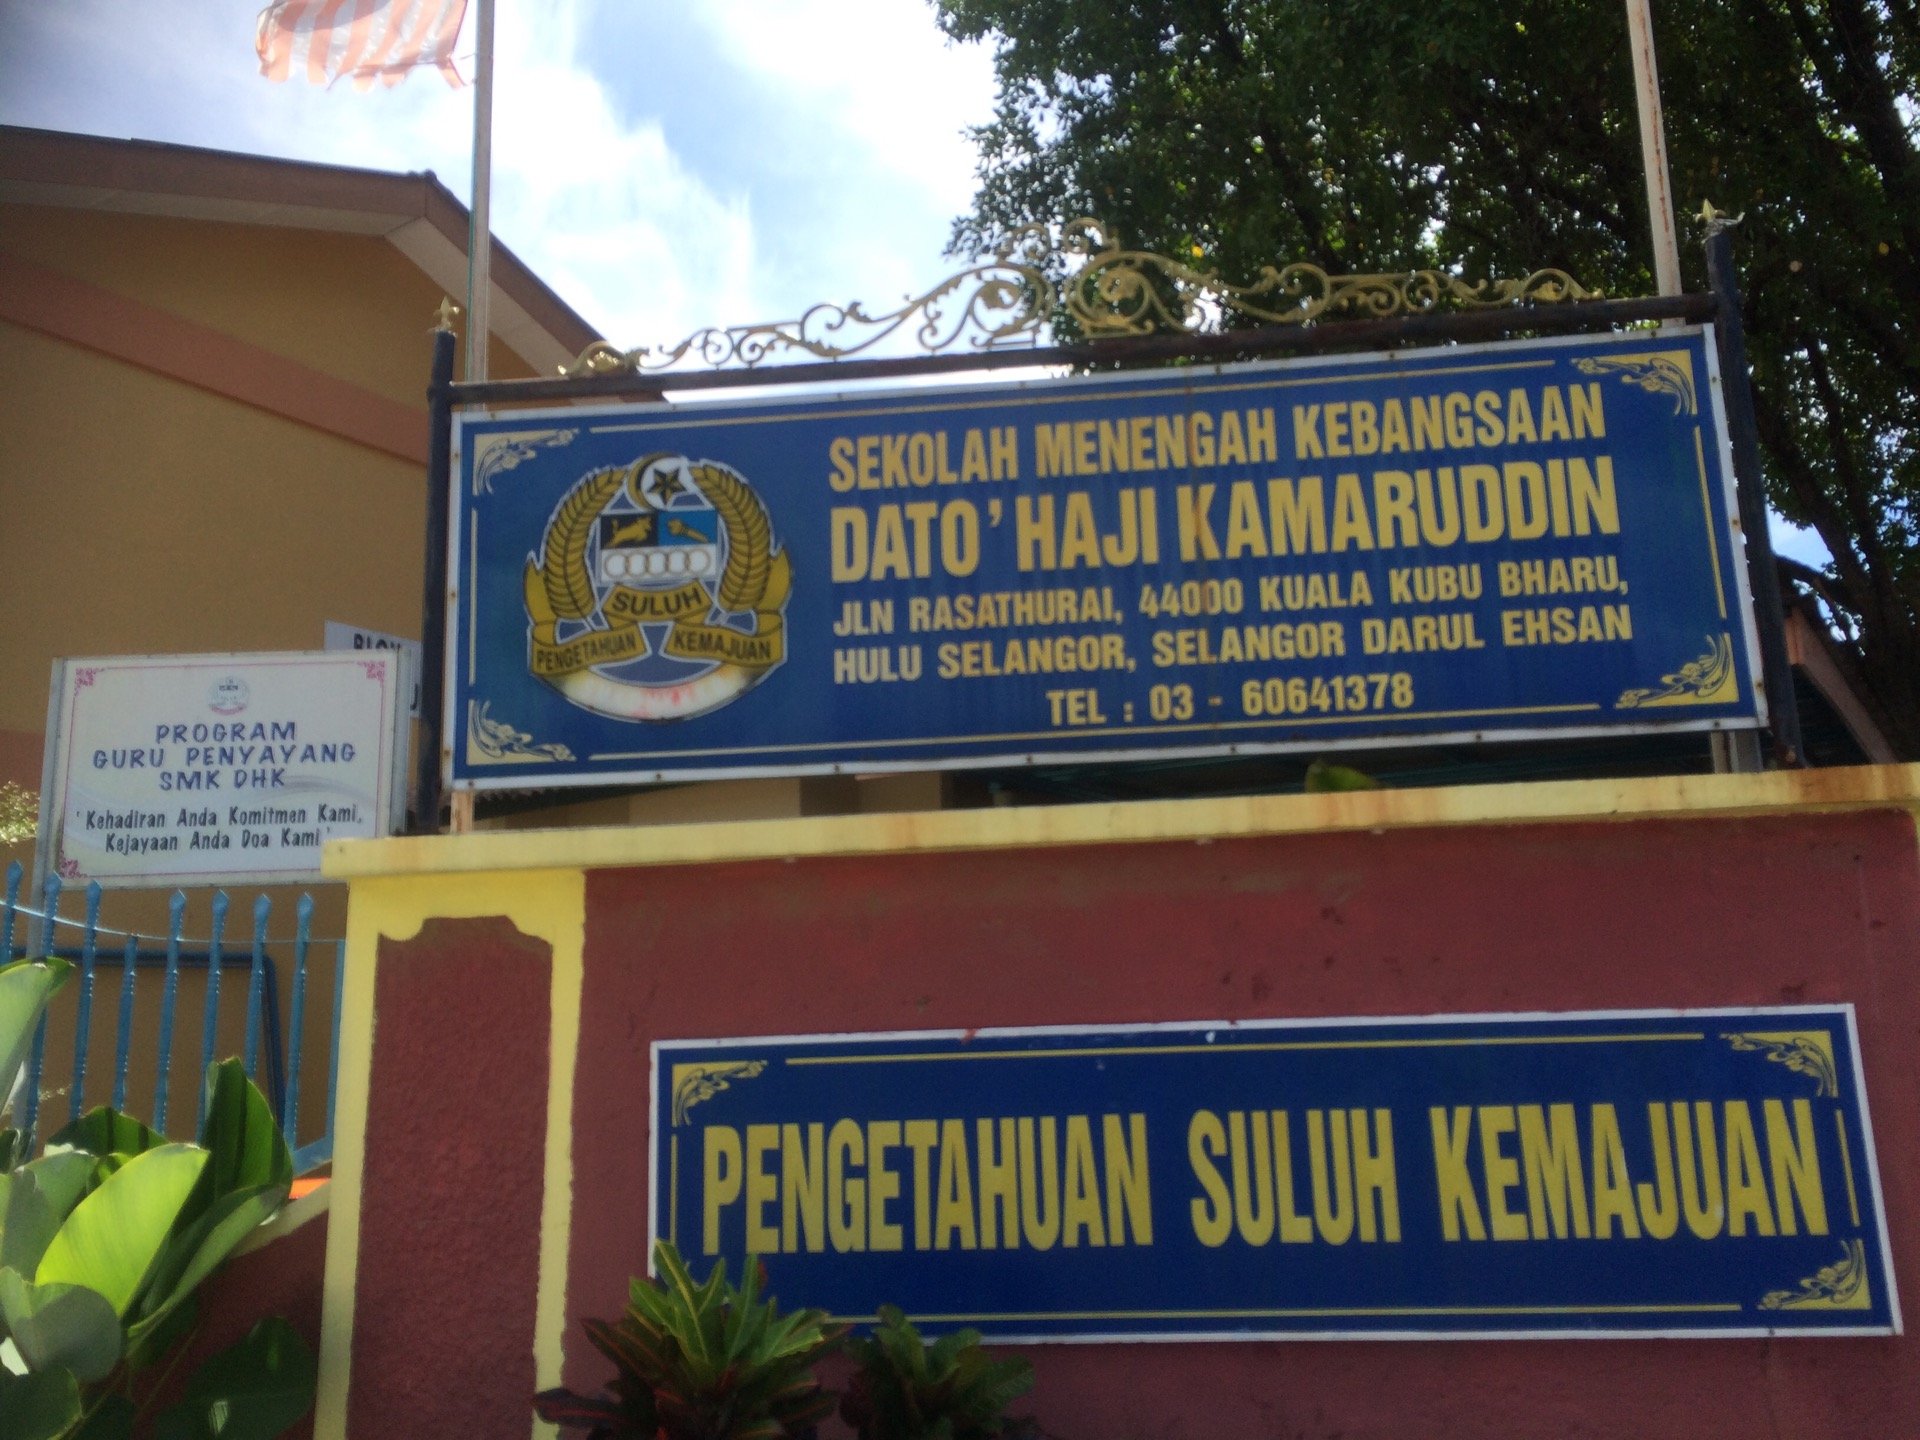 SEKOLAH MENENGAH KEBANGSAAN
DATO' HAJI KAMARUDDIN
JLN RASATHURAI, 44000 KUALA KUBU BHARU,
HULU SELANGOR, SELANGOR DARUL EHSAN
TEL : 03 - 60641378
SULUH
PENGETAHUAN KEMAJUAN
PROGRAM
GURU PENYAYANG
SMK DHK
'Kehadiran Anda Komitmen Kami,
Kejayaan Anda Doa Kami'
PENGETAHUAN SULUH KEMAJUAN